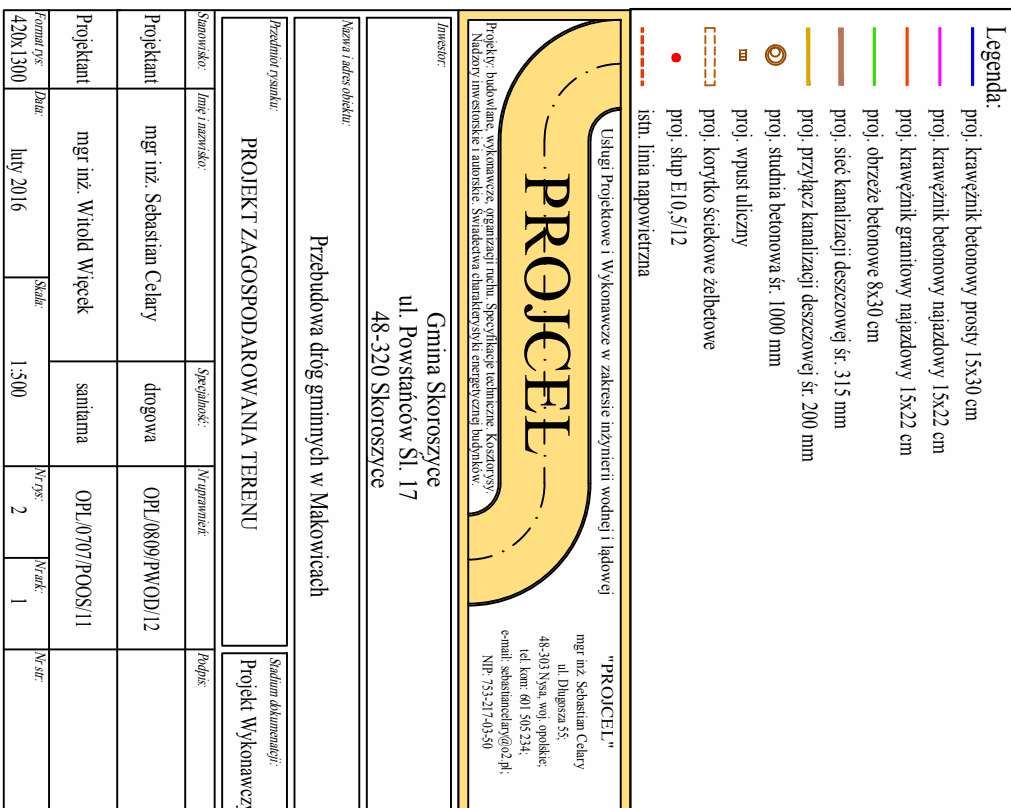 Legenda:
proj. krawężnik betonowy prosty 15x30 cm
proj. krawężnik betonowy najazdowy 15x22 cm
proj. krawężnik granitowy najazdowy 15x22 cm
proj. obrzeże betonowe 8x30 cm
proj. sieć kanalizacji deszczowej śr. 315 mm
proj. przyłącz kanalizacji deszczowej śr. 200 mm
proj. studnia betonowa śr. 1000 mm
proj. wpust uliczny
proj. korytko ściekowe żelbetowe
proj. słup E10,5/12
istn. linia napowietrzna
Usługi Projektowe i Wykonawcze w zakresie inżynierii wodnej i lądowej
PROJCEL
Projekty: budowlane, wykonawcze, organizacji ruchu. Specyfikacje techniczne. Kosztorysy.
Nadzory inwestorskie i autorskie. Świadectwa charakterystyki energetycznej budynków.
"PROJCEL"
mgr inż. Sebastian Celary
ul. Długosza 55;
48-303 Nysa, woj. opolskie;
tel. kom: 601 505 234;
e-mail: sebastiancelary@o2.pl;
NIP: 753-217-03-50
Inwestor:
Gmina Skoroszyce
ul. Powstańców Śl. 17
48-320 Skoroszyce
Nazwa i adres obiektu:
Przebudowa dróg gminnych w Makowicach
Przedmiot rysunku:
PROJEKT ZAGOSPODAROWANIA TERENU
Stadium dokumentacji:
Projekt Wykonawczy
Stanowisko: Imię i nazwisko: Specjalność: Nr uprawnień: Podpis:
Projektant mgr inż. Sebastian Celary drogowa OPL/0809/PWOD/12
Projektant mgr inż. Witold Więcek sanitarna OPL/0707/POOS/11
Format rys: Data: Skala: Nr rys: Nr ark: Nr str:
420x1300 luty 2016 1:500 2 1